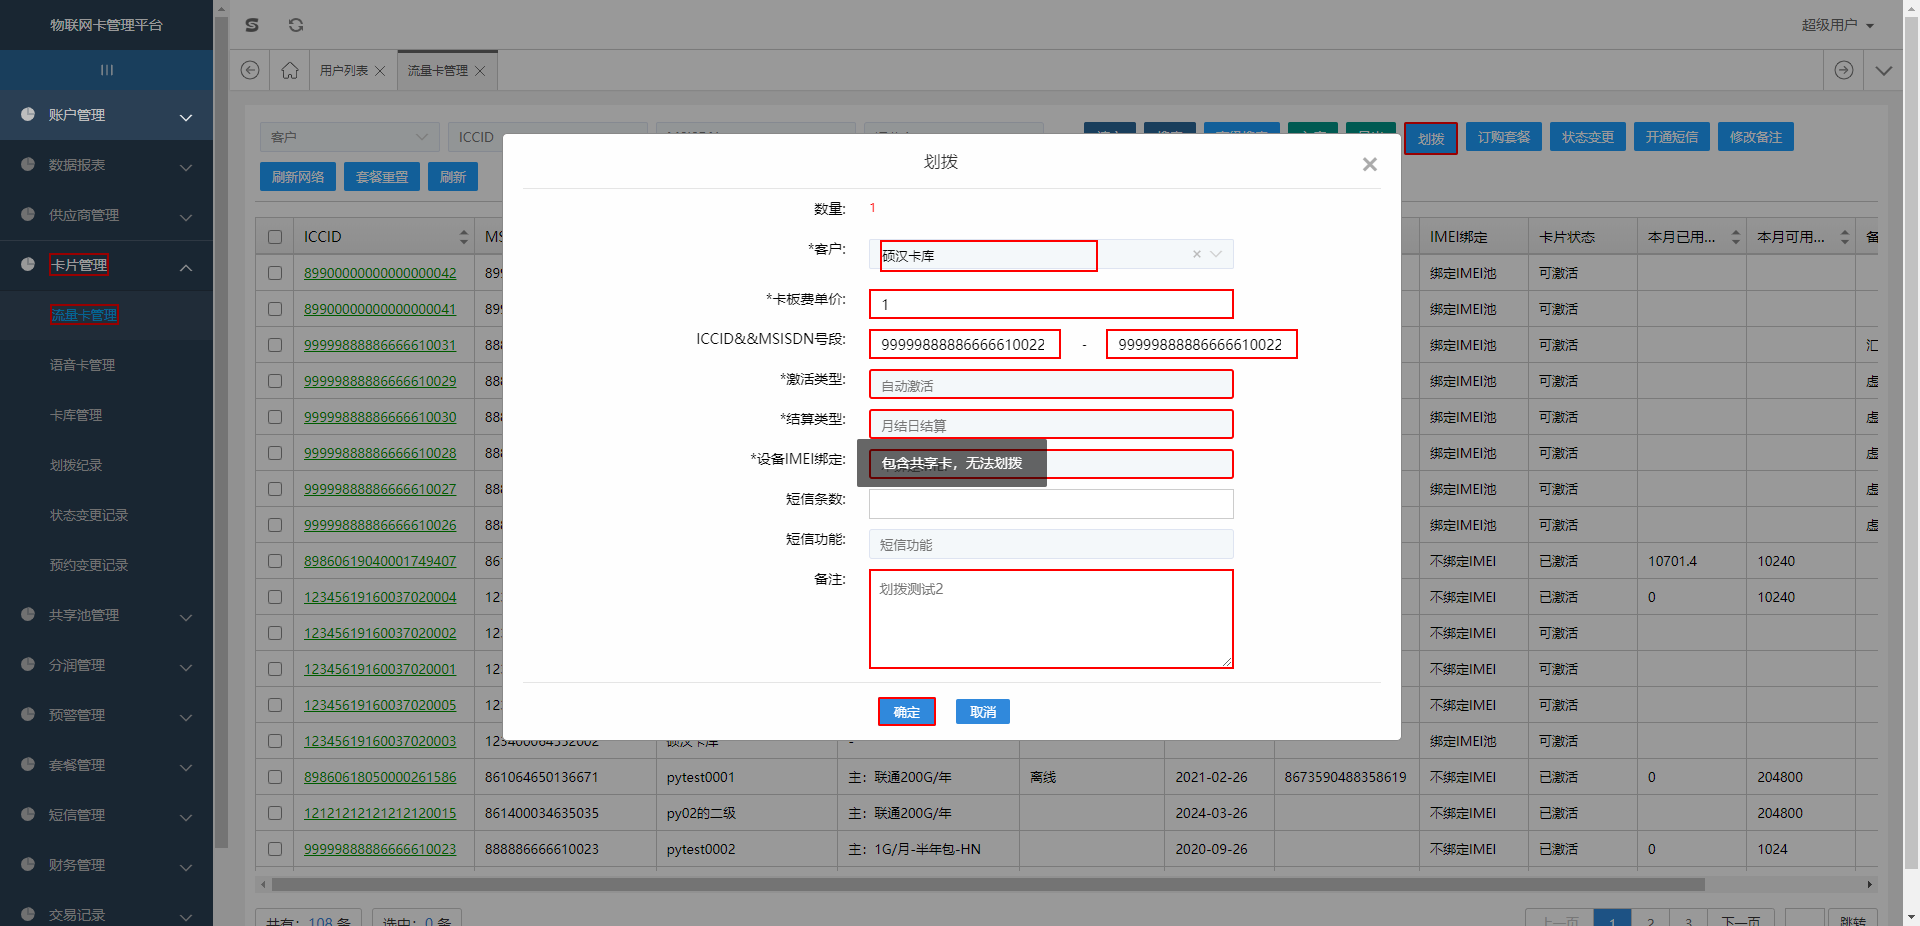 物联网卡管理平台
超级用户
用户列表
流量卡管理
账户管理
数据报表
供应商管理
卡片管理
流量卡管理
语音卡管理
卡库管理
划拨纪录
状态变更记录
预约变更记录
共享池管理
分润管理
预警管理
套餐管理
短信管理
财务管理
交易记录
客户
ICCID
划拨
订购套餐
状态变更
开通短信
修改备注
刷新网络
套餐重置
刷新
划拨
数量: 1
*客户: 硕汉卡库
*卡板费单价: 1
ICCID&&MSISDN号段: 99999888886666610022 - 99999888886666610022
*激活类型: 自动激活
*结算类型: 月结日结算
*设备IMEI绑定:
包含共享卡，无法划拨
短信条数:
短信功能: 短信功能
备注: 划拨测试2
确定
取消
ICCID MS IMEI绑定 卡片状态 本月已用... 本月可用... 备
89900000000000000042 899 绑定IMEI池 可激活
89900000000000000041 899 绑定IMEI池 可激活
99999888886666610031 888 绑定IMEI池 可激活 汇
99999888886666610029 888 绑定IMEI池 可激活 虚
99999888886666610030 888 绑定IMEI池 可激活 虚
99999888886666610028 888 绑定IMEI池 可激活 虚
99999888886666610027 888 绑定IMEI池 可激活 虚
99999888886666610026 888 绑定IMEI池 可激活 虚
89860619040001749407 861 不绑定IMEI 已激活 10701.4 10240
12345619160037020004 123 不绑定IMEI 已激活 0 10240
12345619160037020002 123 不绑定IMEI 可激活
12345619160037020001 123 不绑定IMEI 可激活
12345619160037020005 123 不绑定IMEI 可激活
12345619160037020003 123400064552002 硕汉卡库 - 绑定IMEI池 可激活
89860618050000261586 861064650136671 pytest0001 主：联通200G/年 离线 2021-02-26 8673590488358619 不绑定IMEI 已激活 0 204800
12121212121212120015 861400034635035 py02的二级 主：联通200G/年 2024-03-26 不绑定IMEI 已激活 204800
99999888886666610023 888886666610023 pytest0002 主：1G/月-半年包-HN 2020-09-26 不绑定IMEI 已激活 0 1024
共有：108 条
选中：0 条
上一页 1 2 3 下一页 跳转